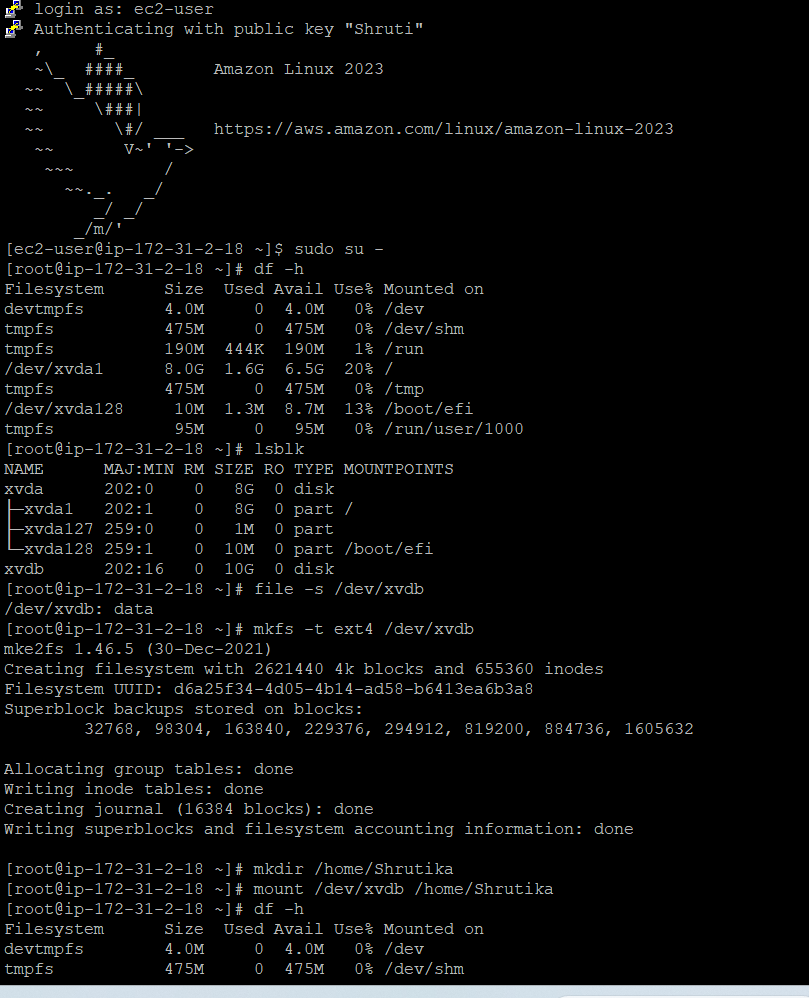 login as: ec2-user
Authenticating with public key "Shruti"
   ,     #_
   ~\_  ####_        Amazon Linux 2023
  ~~  \_#####\
  ~~     \###|
  ~~       \#/ ___   https://aws.amazon.com/linux/amazon-linux-2023
   ~~       V~' '->
    ~~~         /
      ~~._.   _/
         _/ _/
       _/m/'
[ec2-user@ip-172-31-2-18 ~]$ sudo su -
[root@ip-172-31-2-18 ~]# df -h
Filesystem      Size  Used Avail Use% Mounted on
devtmpfs        4.0M     0  4.0M   0% /dev
tmpfs           475M     0  475M   0% /dev/shm
tmpfs           190M  444K  190M   1% /run
/dev/xvda1      8.0G  1.6G  6.5G  20% /
tmpfs           475M     0  475M   0% /tmp
/dev/xvda128     10M  1.3M  8.7M  13% /boot/efi
tmpfs            95M     0   95M   0% /run/user/1000
[root@ip-172-31-2-18 ~]# lsblk
NAME      MAJ:MIN RM SIZE RO TYPE MOUNTPOINTS
xvda      202:0    0   8G  0 disk
├─xvda1   202:1    0   8G  0 part /
├─xvda127 259:0    0   1M  0 part
└─xvda128 259:1    0  10M  0 part /boot/efi
xvdb      202:16   0  10G  0 disk
[root@ip-172-31-2-18 ~]# file -s /dev/xvdb
/dev/xvdb: data
[root@ip-172-31-2-18 ~]# mkfs -t ext4 /dev/xvdb
mke2fs 1.46.5 (30-Dec-2021)
Creating filesystem with 2621440 4k blocks and 655360 inodes
Filesystem UUID: d6a25f34-4d05-4b14-ad58-b6413ea6b3a8
Superblock backups stored on blocks:
        32768, 98304, 163840, 229376, 294912, 819200, 884736, 1605632

Allocating group tables: done
Writing inode tables: done
Creating journal (16384 blocks): done
Writing superblocks and filesystem accounting information: done

[root@ip-172-31-2-18 ~]# mkdir /home/Shrutika
[root@ip-172-31-2-18 ~]# mount /dev/xvdb /home/Shrutika
[root@ip-172-31-2-18 ~]# df -h
Filesystem      Size  Used Avail Use% Mounted on
devtmpfs        4.0M     0  4.0M   0% /dev
tmpfs           475M     0  475M   0% /dev/shm